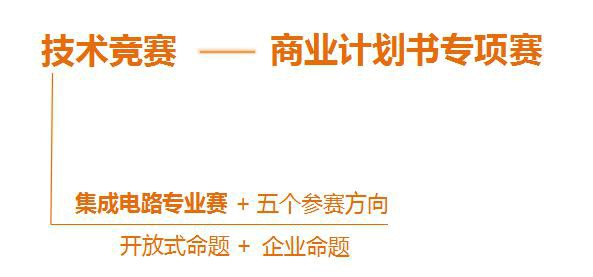 技术竞赛 —— 商业计划书专项赛
集成电路专业赛 + 五个参赛方向
开放式命题 + 企业命题